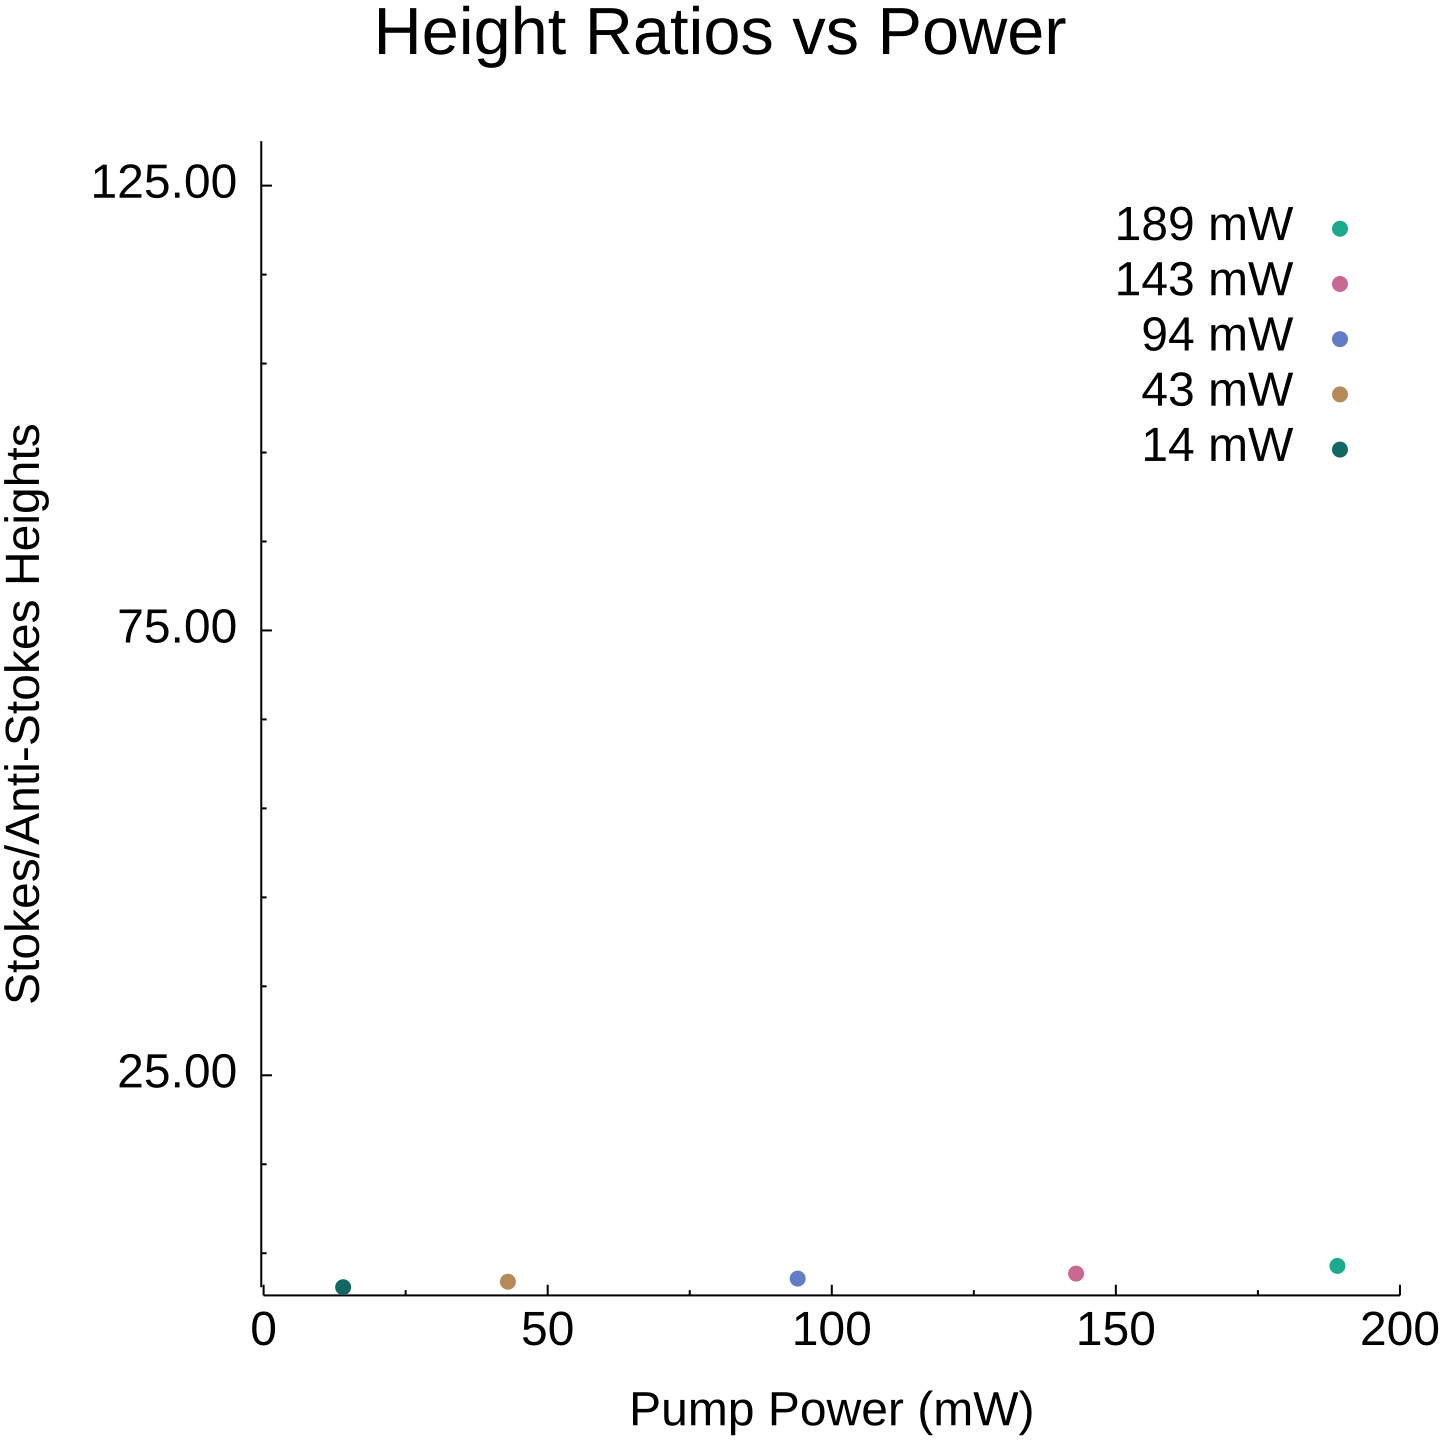 Height Ratios vs Power
125.00
75.00
25.00
Stokes/Anti-Stokes Heights
189 mW
143 mW
94 mW
43 mW
14 mW
0 50 100 150 200
Pump Power (mW)